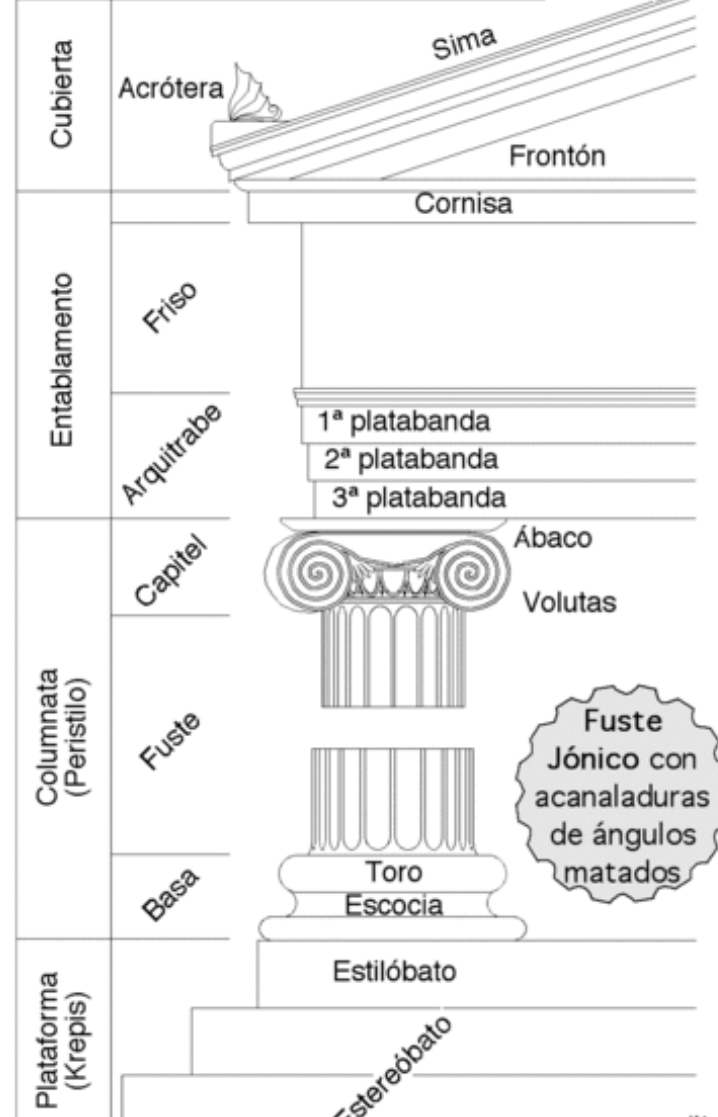 Cubierta
Acrótera
Sima
Frontón
Cornisa
Entablamento
Friso
Arquitrabe
1ª platabanda
2ª platabanda
3ª platabanda
Columnata
(Peristilo)
Capitel
Ábaco
Volutas
Fuste
Fuste
Jónico con
acanaladuras
de ángulos
matados
Basa
Toro
Escocia
Plataforma
(Krepis)
Estilóbato
Estereóbato